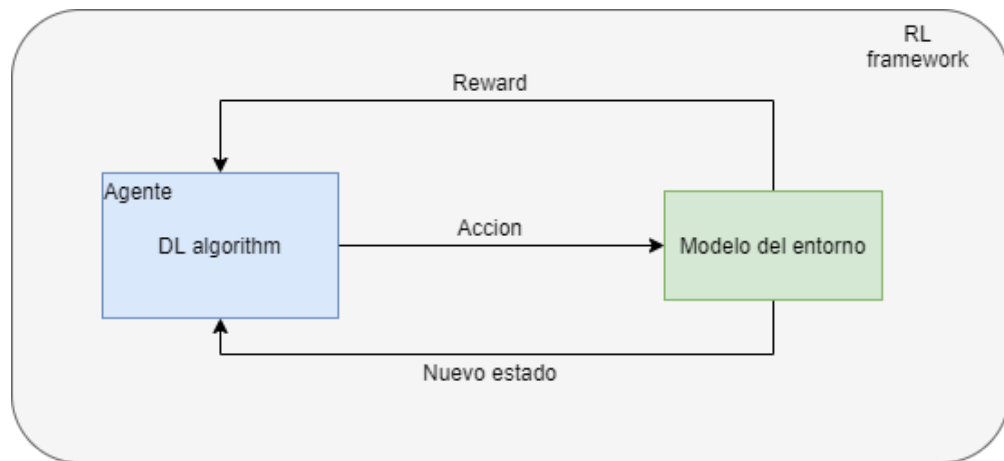 RL
framework
Reward
Agente
DL algorithm
Accion
Modelo del entorno
Nuevo estado